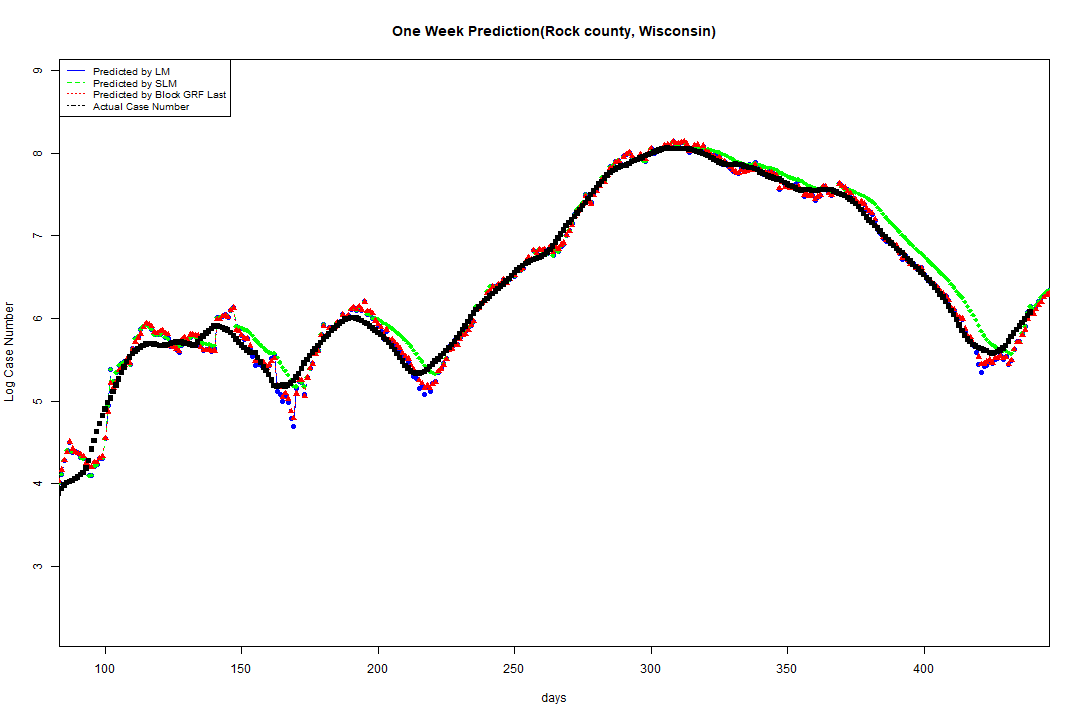 One Week Prediction(Rock county, Wisconsin)
Predicted by LM
Predicted by SLM
Predicted by Block GRF Last
Actual Case Number
9
8
7
6
5
4
3
Log Case Number
100 150 200 250 300 350 400
days